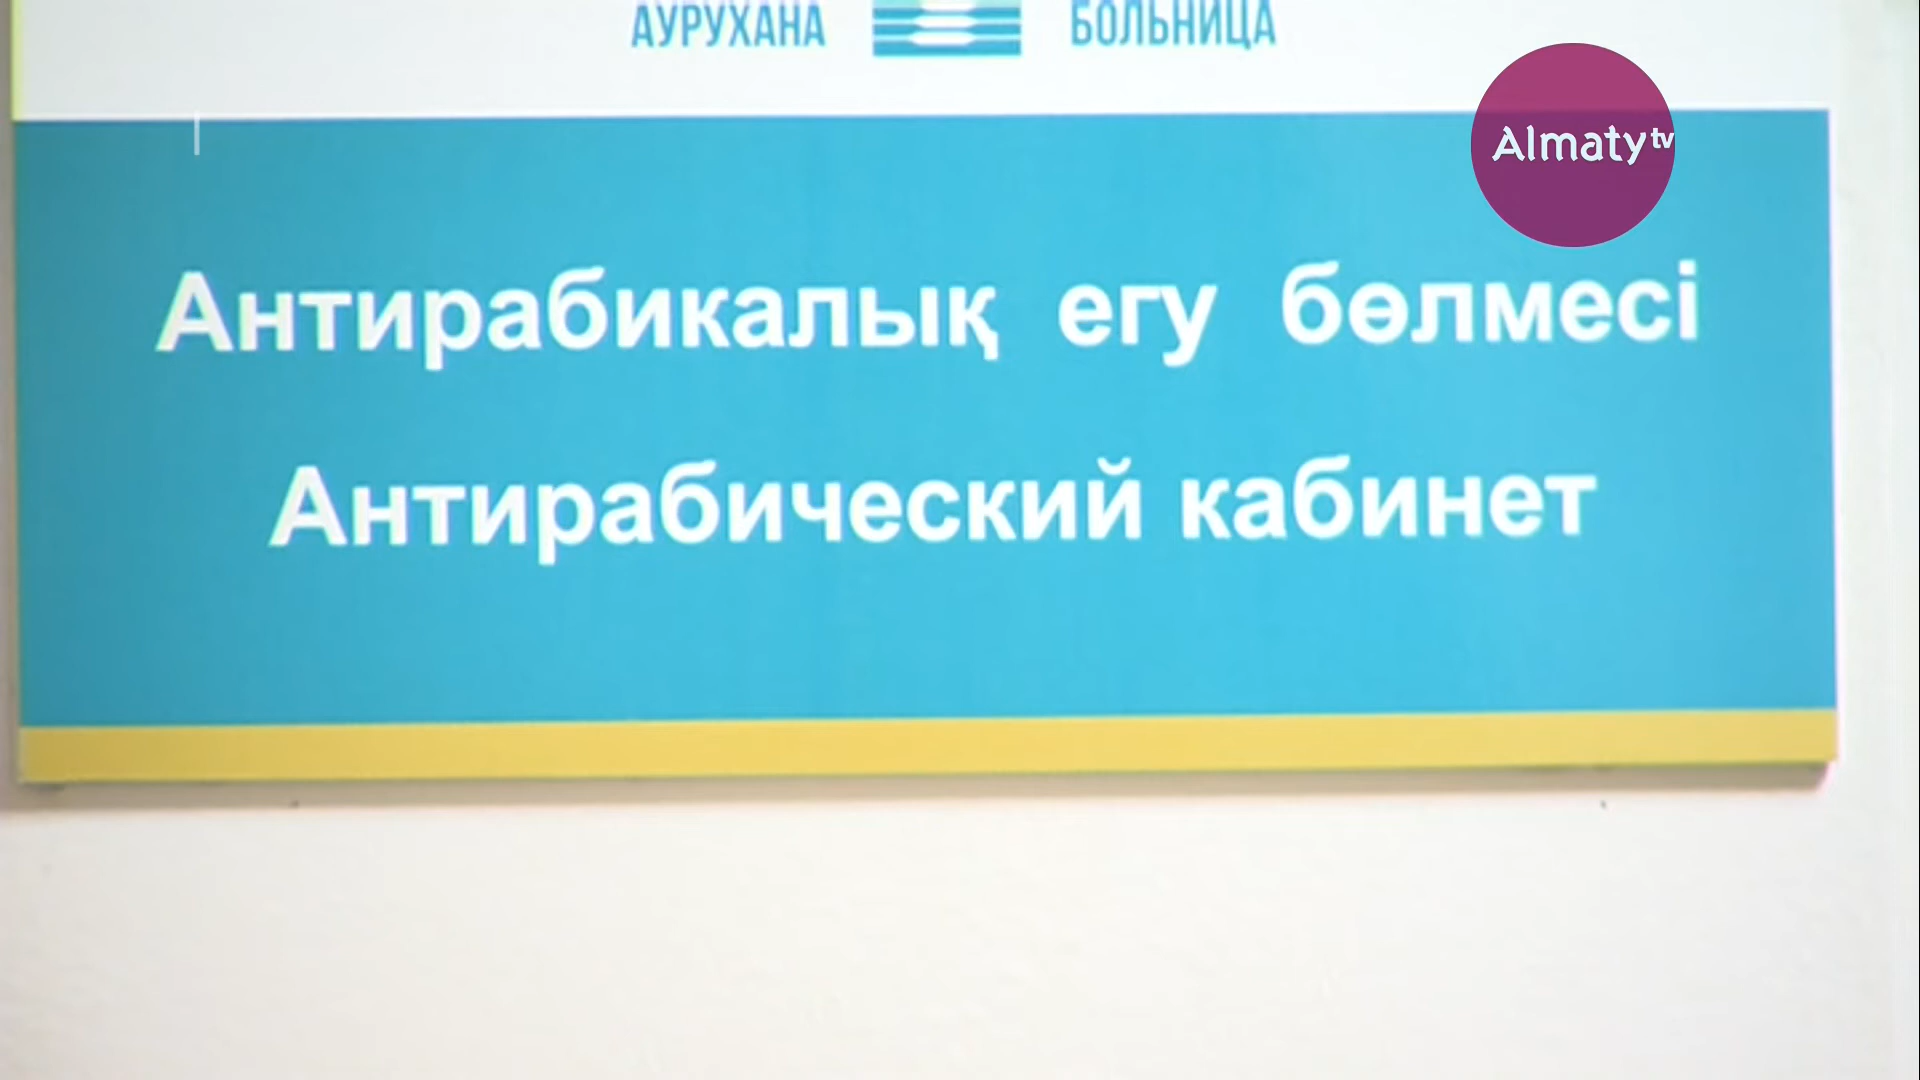 АУРУХАНА БОЛЬНИЦА
Almaty tv
Антирабикалық егу бөлмесі
Антирабический кабинет